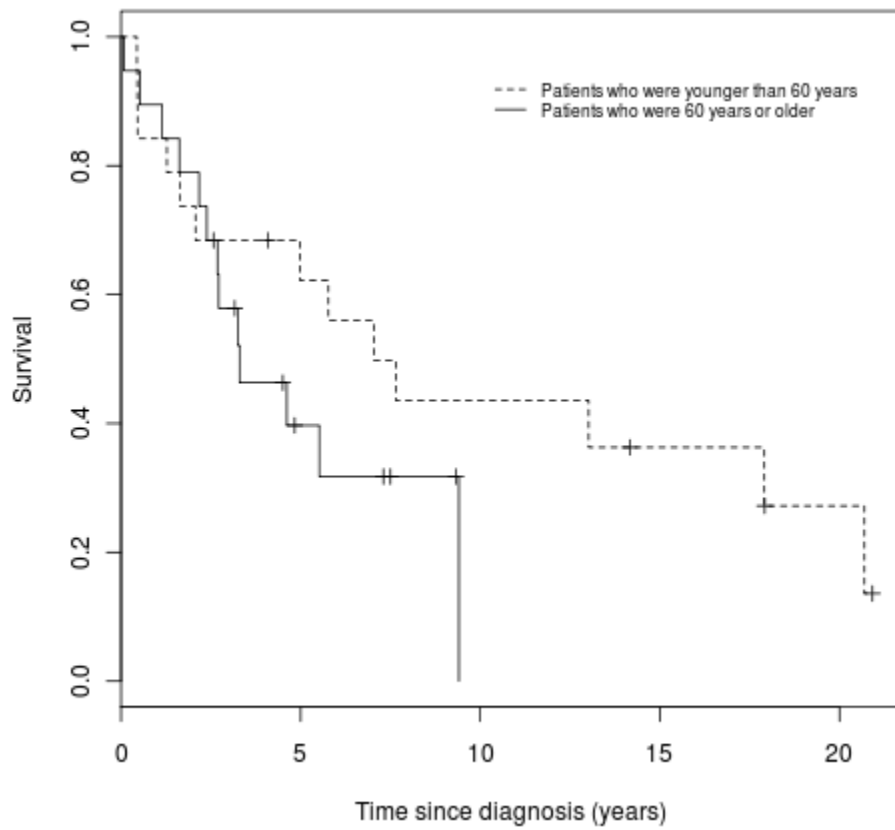 1.0
0.8
0.6
0.4
0.2
0.0
Survival
Patients who were younger than 60 years
Patients who were 60 years or older
0 5 10 15 20
Time since diagnosis (years)